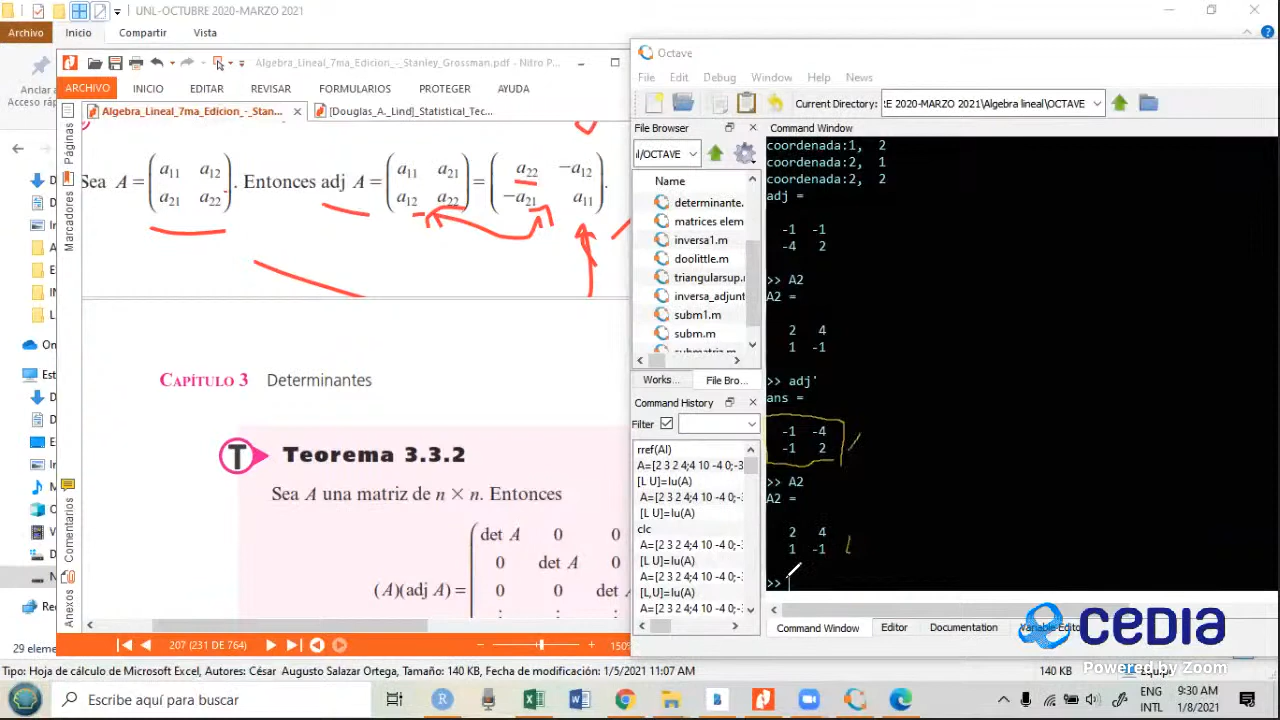 UNL-OCTUBRE 2020-MARZO 2021
Archivo Inicio Compartir Vista
Algebra_Lineal_7ma_Edicion_-_Stanley_Grossman.pdf - Nitro P...
ARCHIVO INICIO EDITAR REVISAR FORMULARIOS PROTEGER AYUDA
Algebra_Lineal_7ma_Edicion_-_Stan... [Douglas_A._Lind]_Statistical_Tec...
Anclar a
Acceso rápi
Páginas
Marcadores
Comentarios
Anexos
Sea A = (a11 a12
a21 a22). Entonces adj A = (a11 a21
a12 a22) = (a22 −a12
−a21 a11).
CAPÍTULO 3 Determinantes
T Teorema 3.3.2
Sea A una matriz de n × n. Entonces
det A 0 0
0 det A 0
(A)(adj A) = 0 0 det A
207 (231 DE 764)
150%
29 eleme
Octave
File Edit Debug Window Help News
Current Directory: E 2020-MARZO 2021\Algebra lineal\OCTAVE
File Browser
l/OCTAVE
Name
determinante.
matrices elem
inversa1.m
doolittle.m
triangularsup.m
inversa_adjunt
subm1.m
subm.m
submatriz.m
Works... File Bro...
Command History
Filter
rref(AI)
A=[2 3 2 4;4 10 -4 0;-3
[L U]=lu(A)
A=[2 3 2 4;4 10 -4 0;-3
[L U]=lu(A)
clc
A=[2 3 2 4;4 10 -4 0;-3
[L U]=lu(A)
A=[2 3 2 4;4 10 -4 0;-3
[L,U]=lu(A)
A=[2 3 2 4;4 10 -4 0;-3
Command Window
coordenada:1, 2
coordenada:2, 1
coordenada:2, 2
adj =
-1 -1
-4 2
>> A2
A2 =
2 4
1 -1
>> adj'
ans =
-1 -4
-1 2
>> A2
A2 =
2 4
1 -1
>>
Command Window Editor Documentation Variable Editor
cedia
Powered by Zoom
Tipo: Hoja de cálculo de Microsoft Excel, Autores: César Augusto Salazar Ortega, Tamaño: 140 KB, Fecha de modificación: 1/5/2021 11:07 AM
140 KB
Equipo
Escribe aquí para buscar
ENG
INTL
9:30 AM
1/8/2021